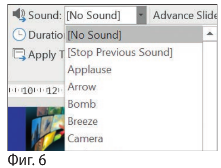 Sound: [No Sound] Advance Slide
Duratio [No Sound]
Apply T [Stop Previous Sound]
Applause
Arrow
Bomb
Breeze
Camera
Фиг. 6